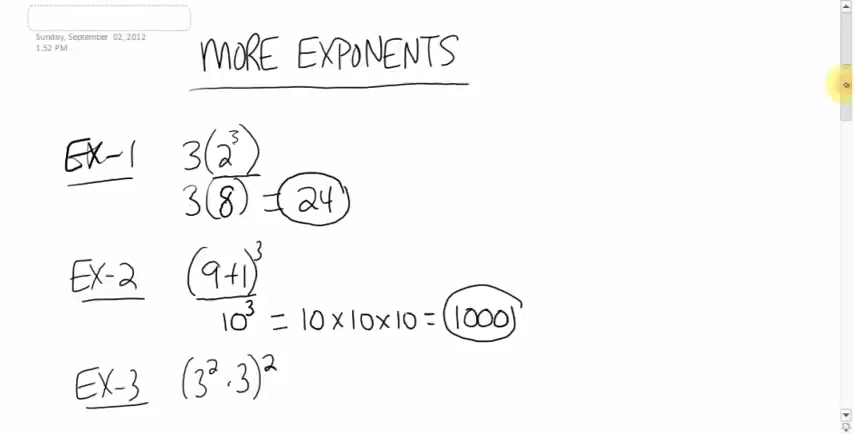 Sunday, September 02, 2012
1:52 PM
MORE EXPONENTS
EX-1 3(2³)
3(8) = 24
EX-2 (9+1)³
10³ = 10×10×10 = 1000
EX-3 (3² · 3)²